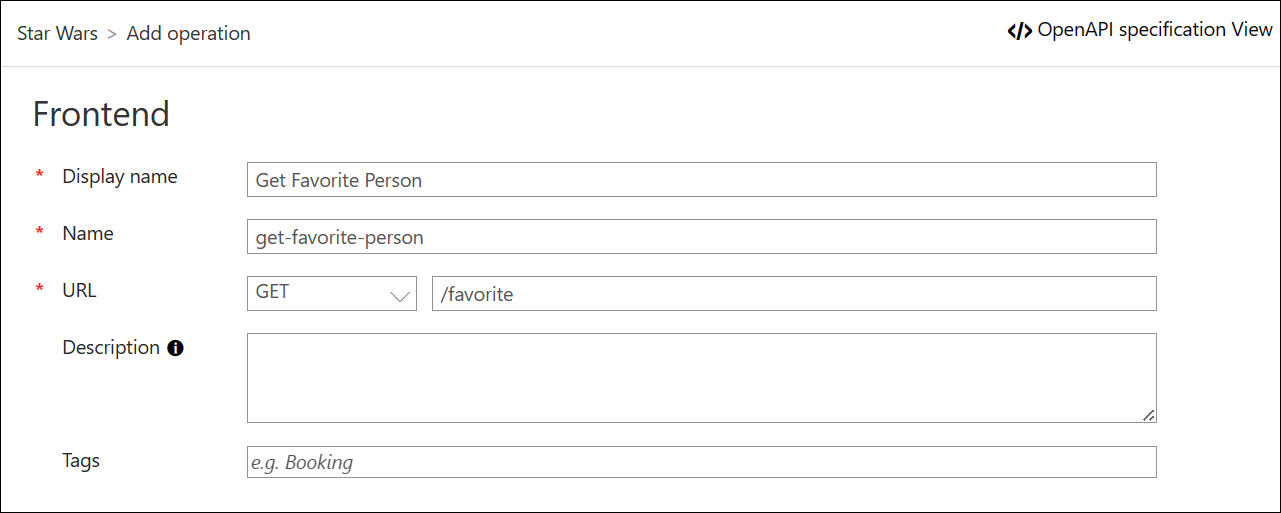 Star Wars > Add operation
</> OpenAPI specification View
Frontend
* Display name
Get Favorite Person
* Name
get-favorite-person
* URL
GET
/favorite
Description
Tags
e.g. Booking